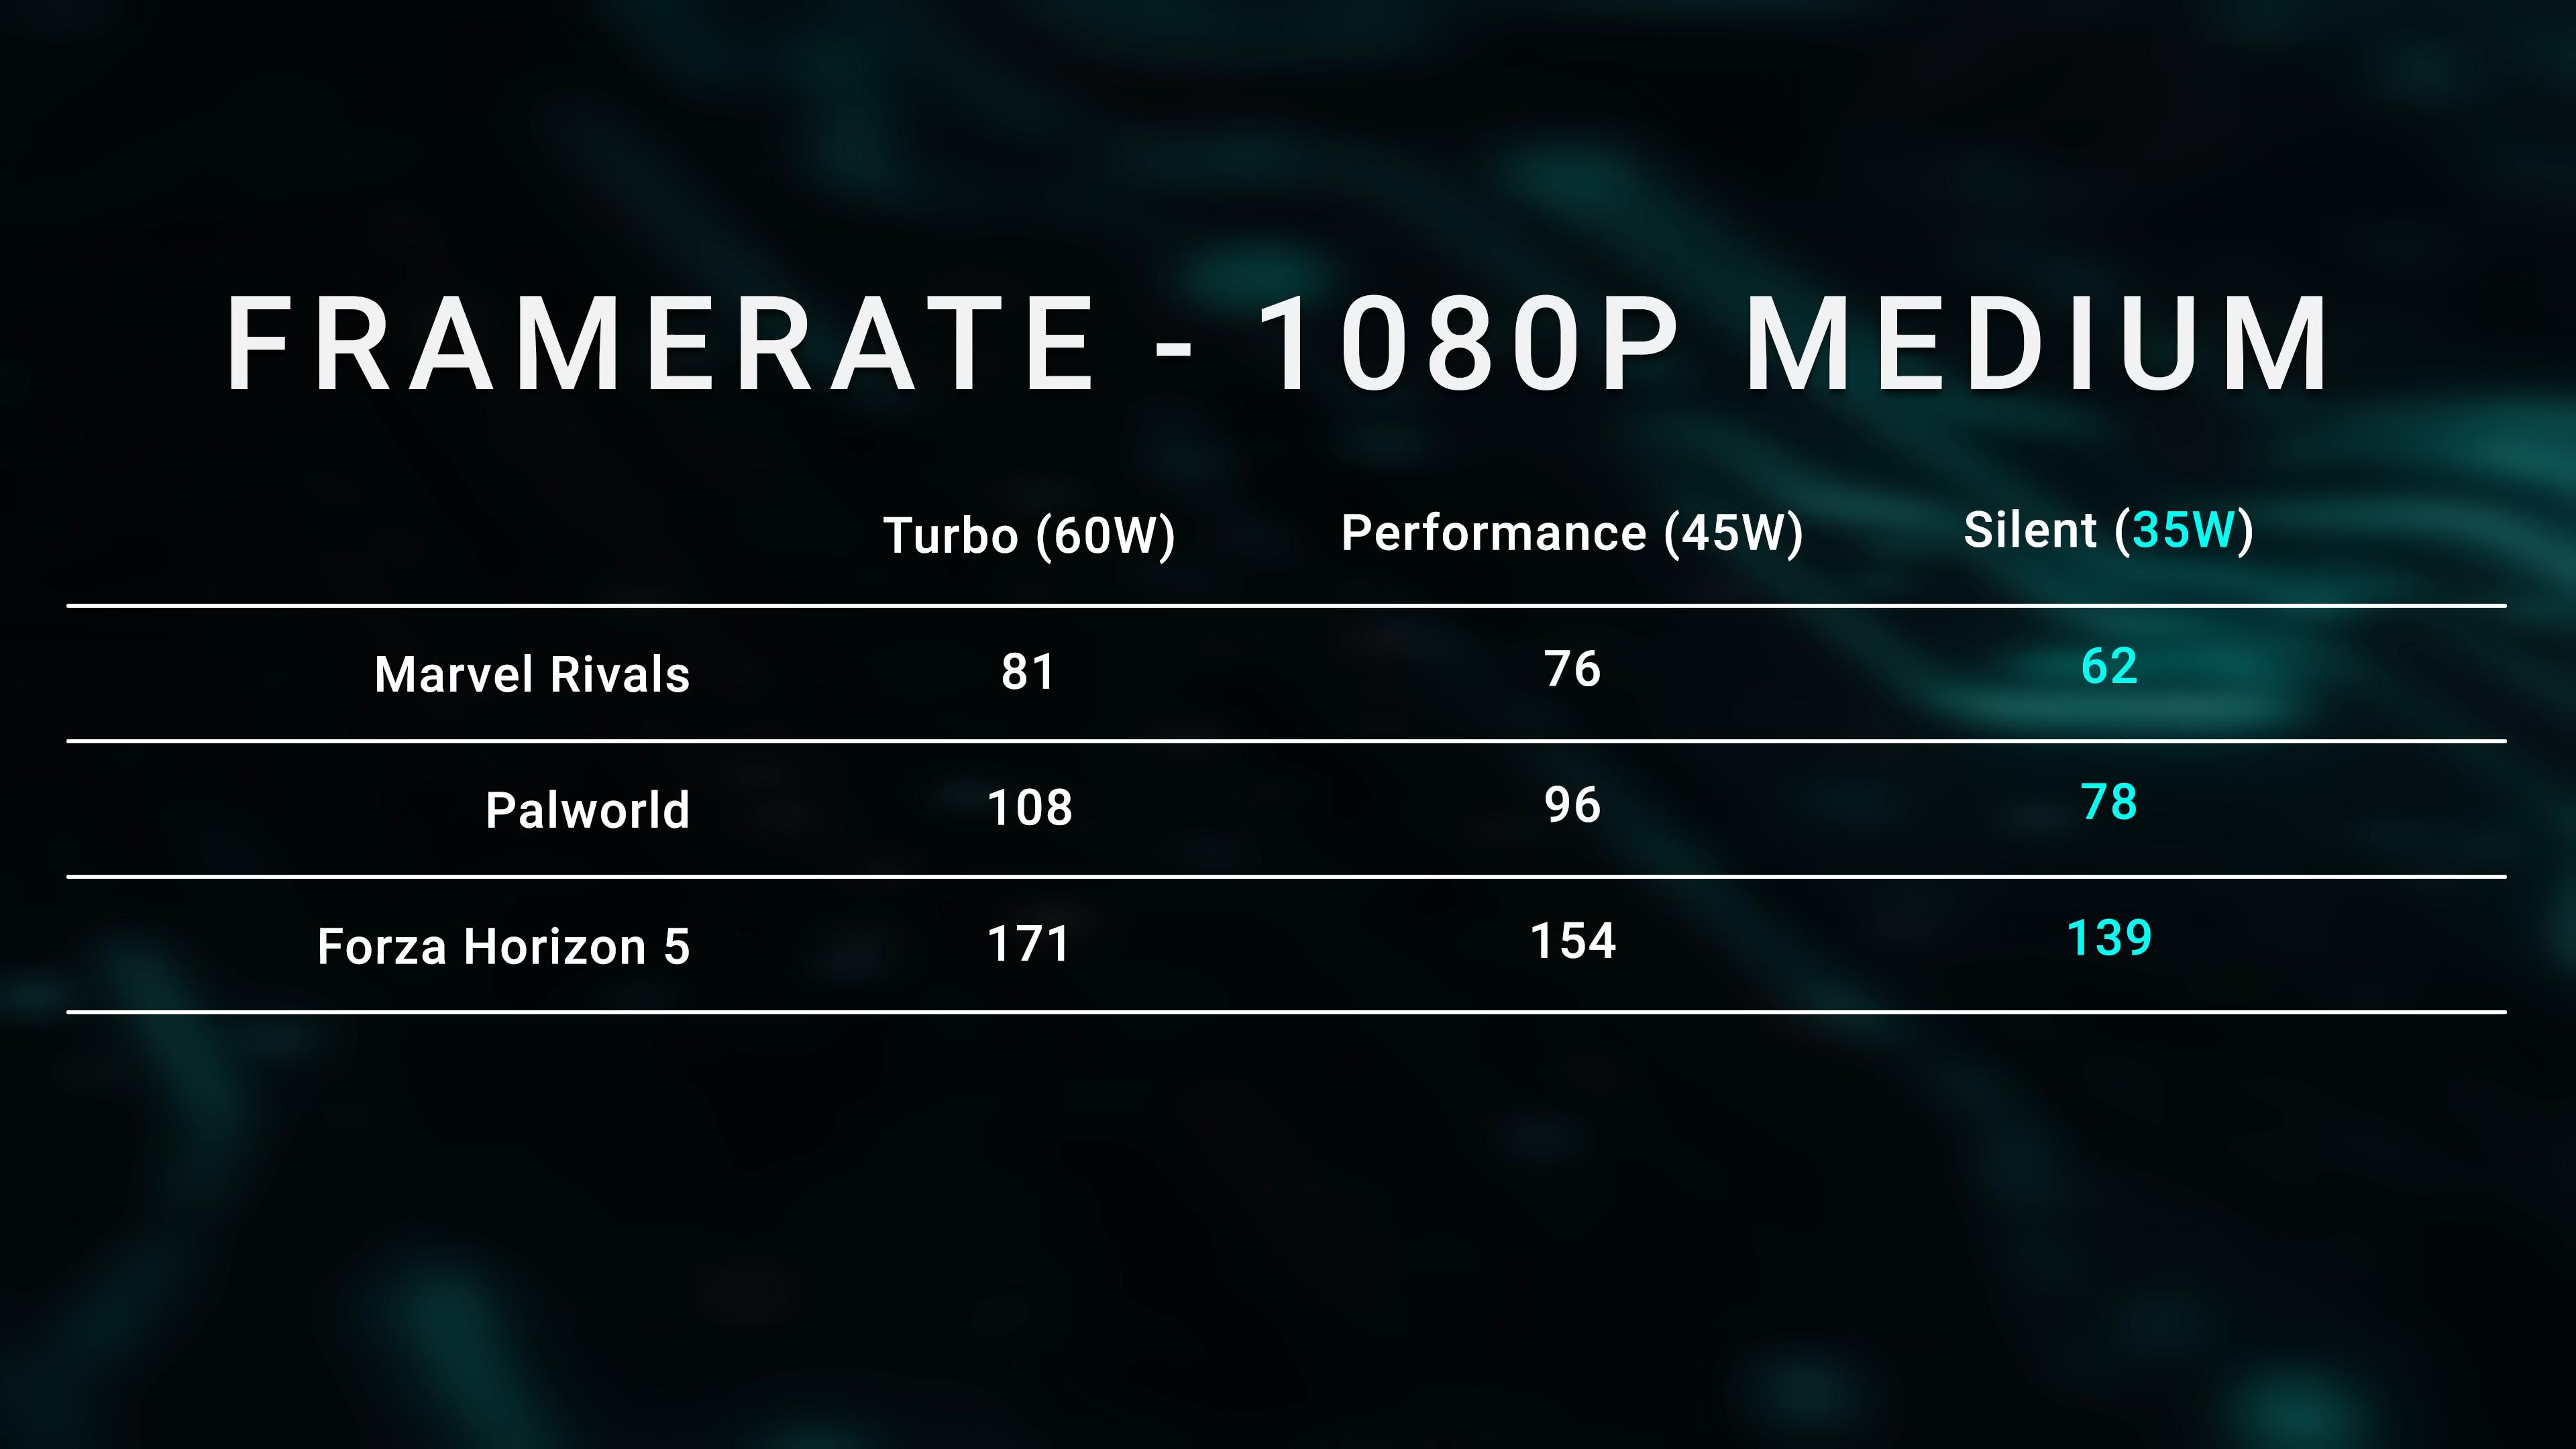 FRAMERATE - 1080P MEDIUM
Turbo (60W) Performance (45W) Silent (35W)
Marvel Rivals 81 76 62
Palworld 108 96 78
Forza Horizon 5 171 154 139